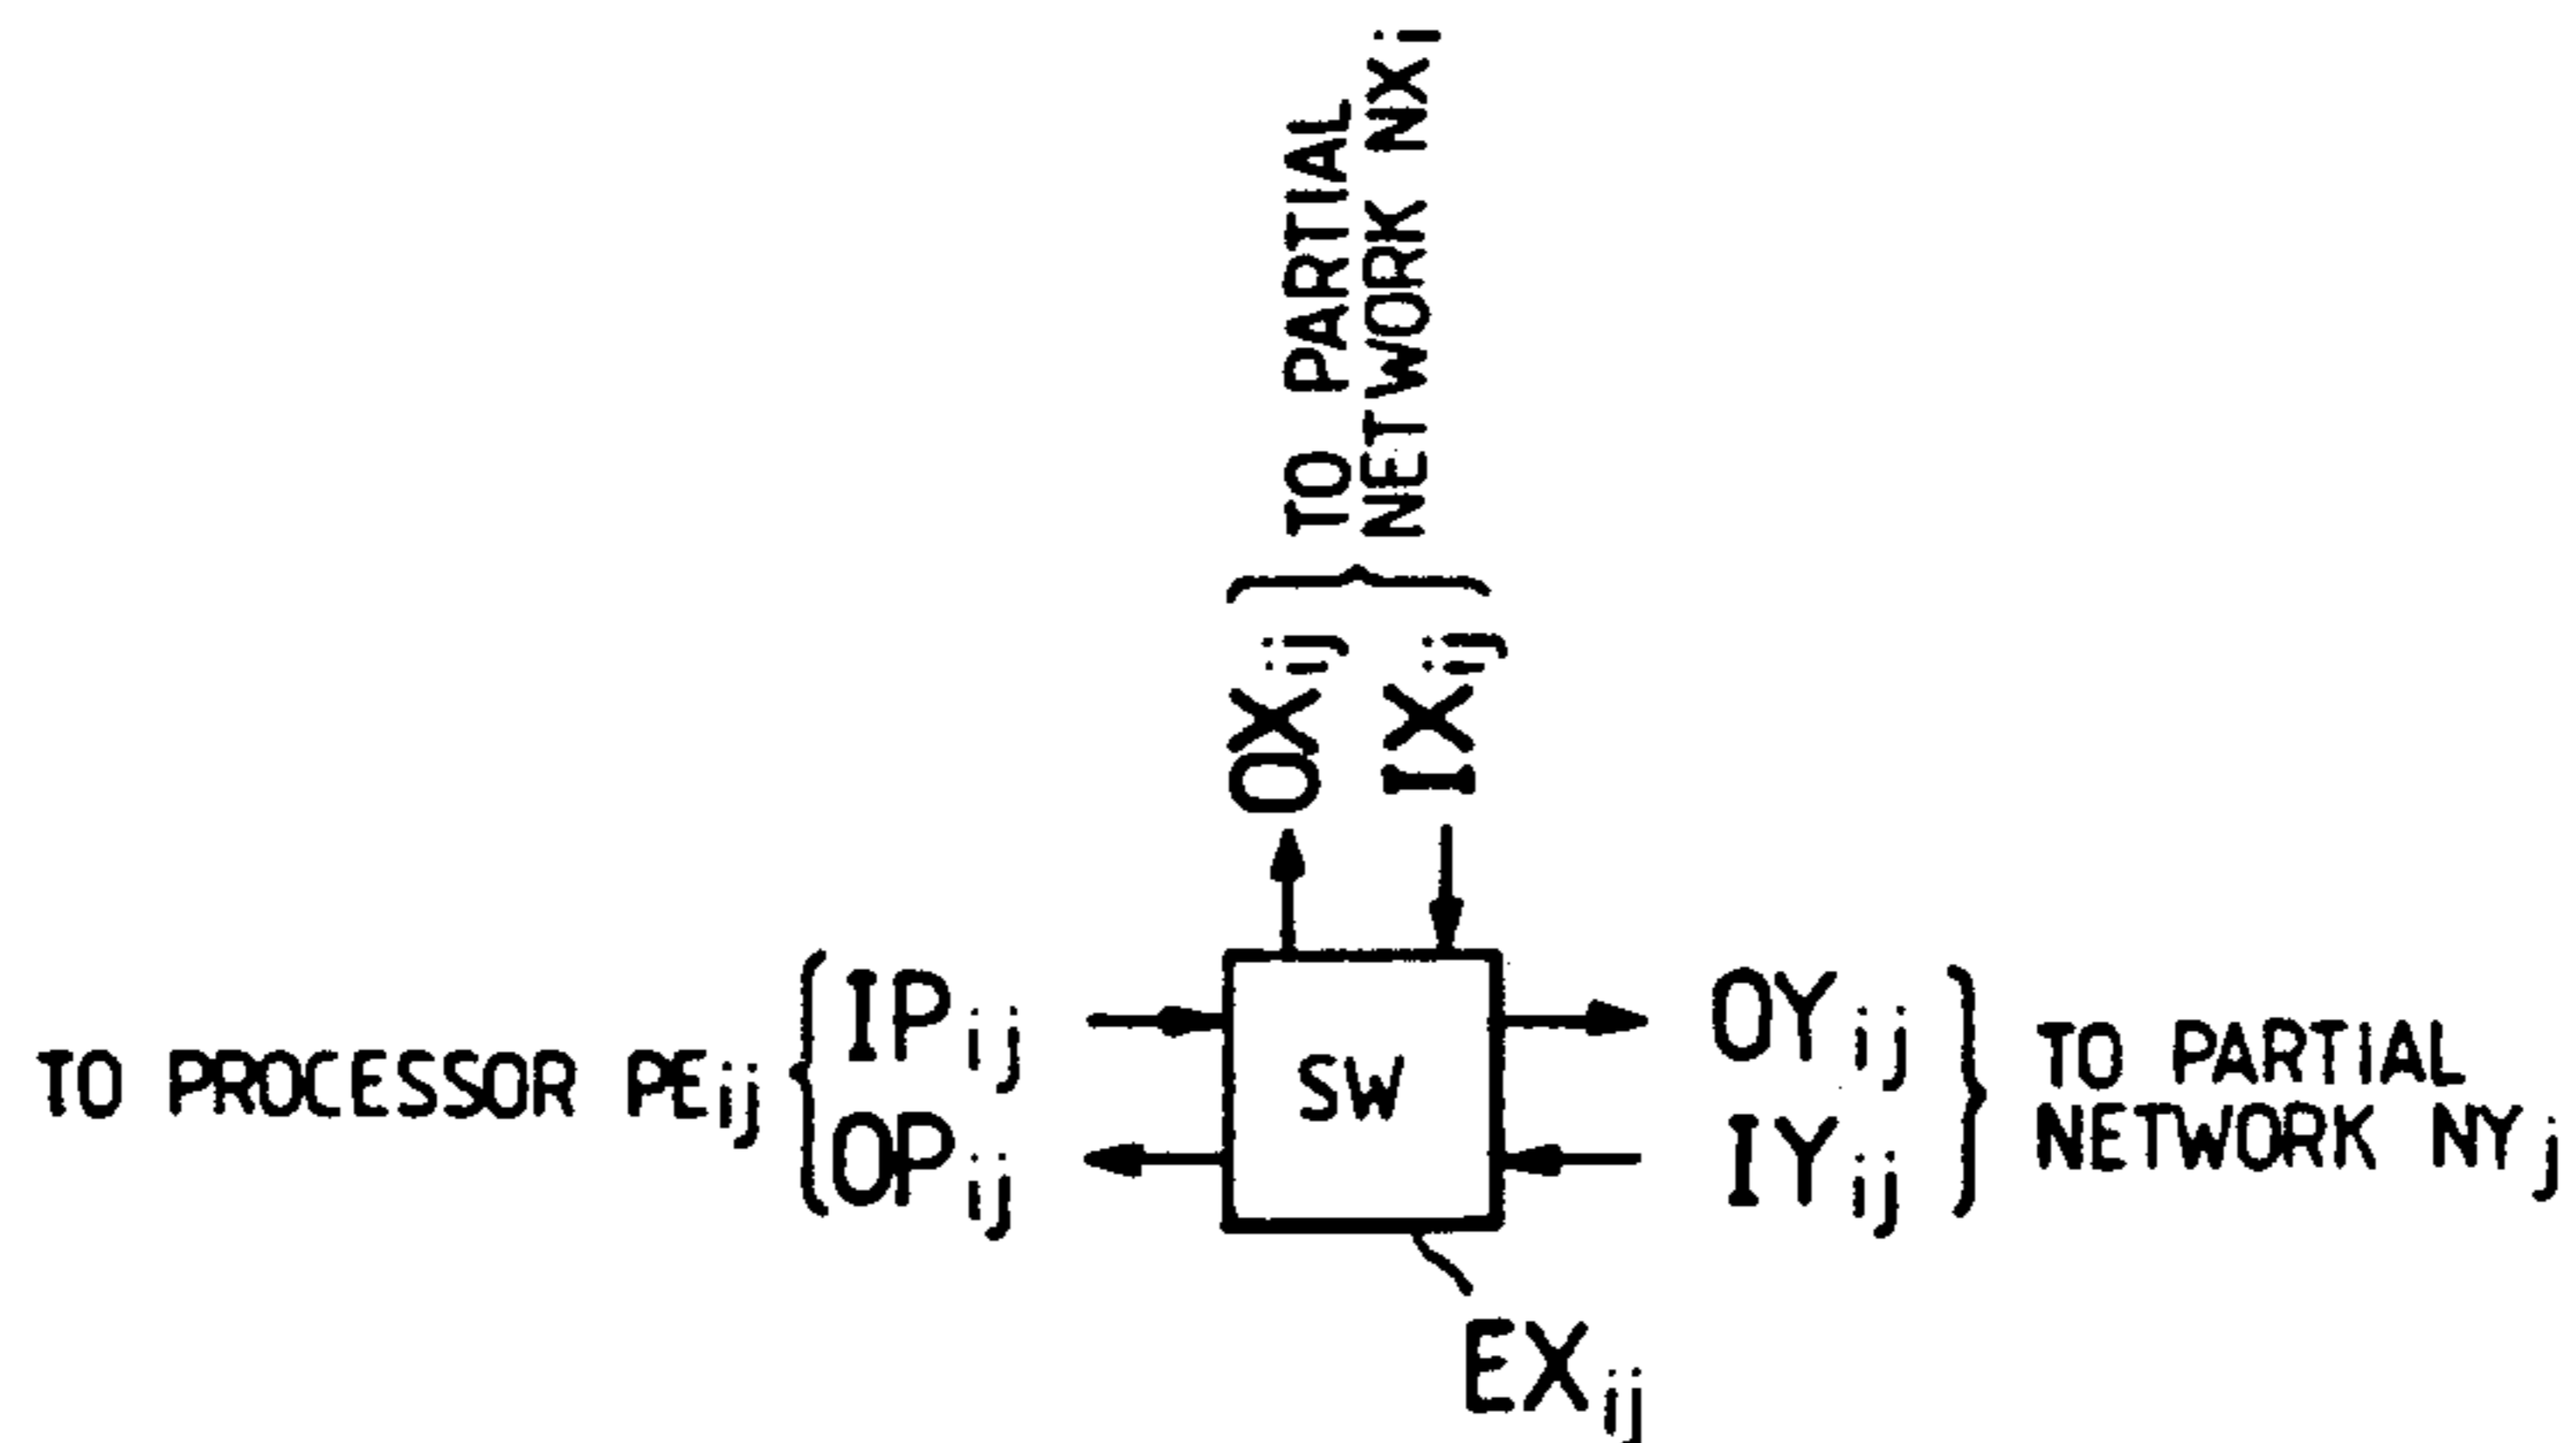 TO PARTIAL
NETWORK NXi
OXij
IXij
TO PROCESSOR PEij
IPij
OPij
SW
OYij
IYij
TO PARTIAL
NETWORK NYj
EXij